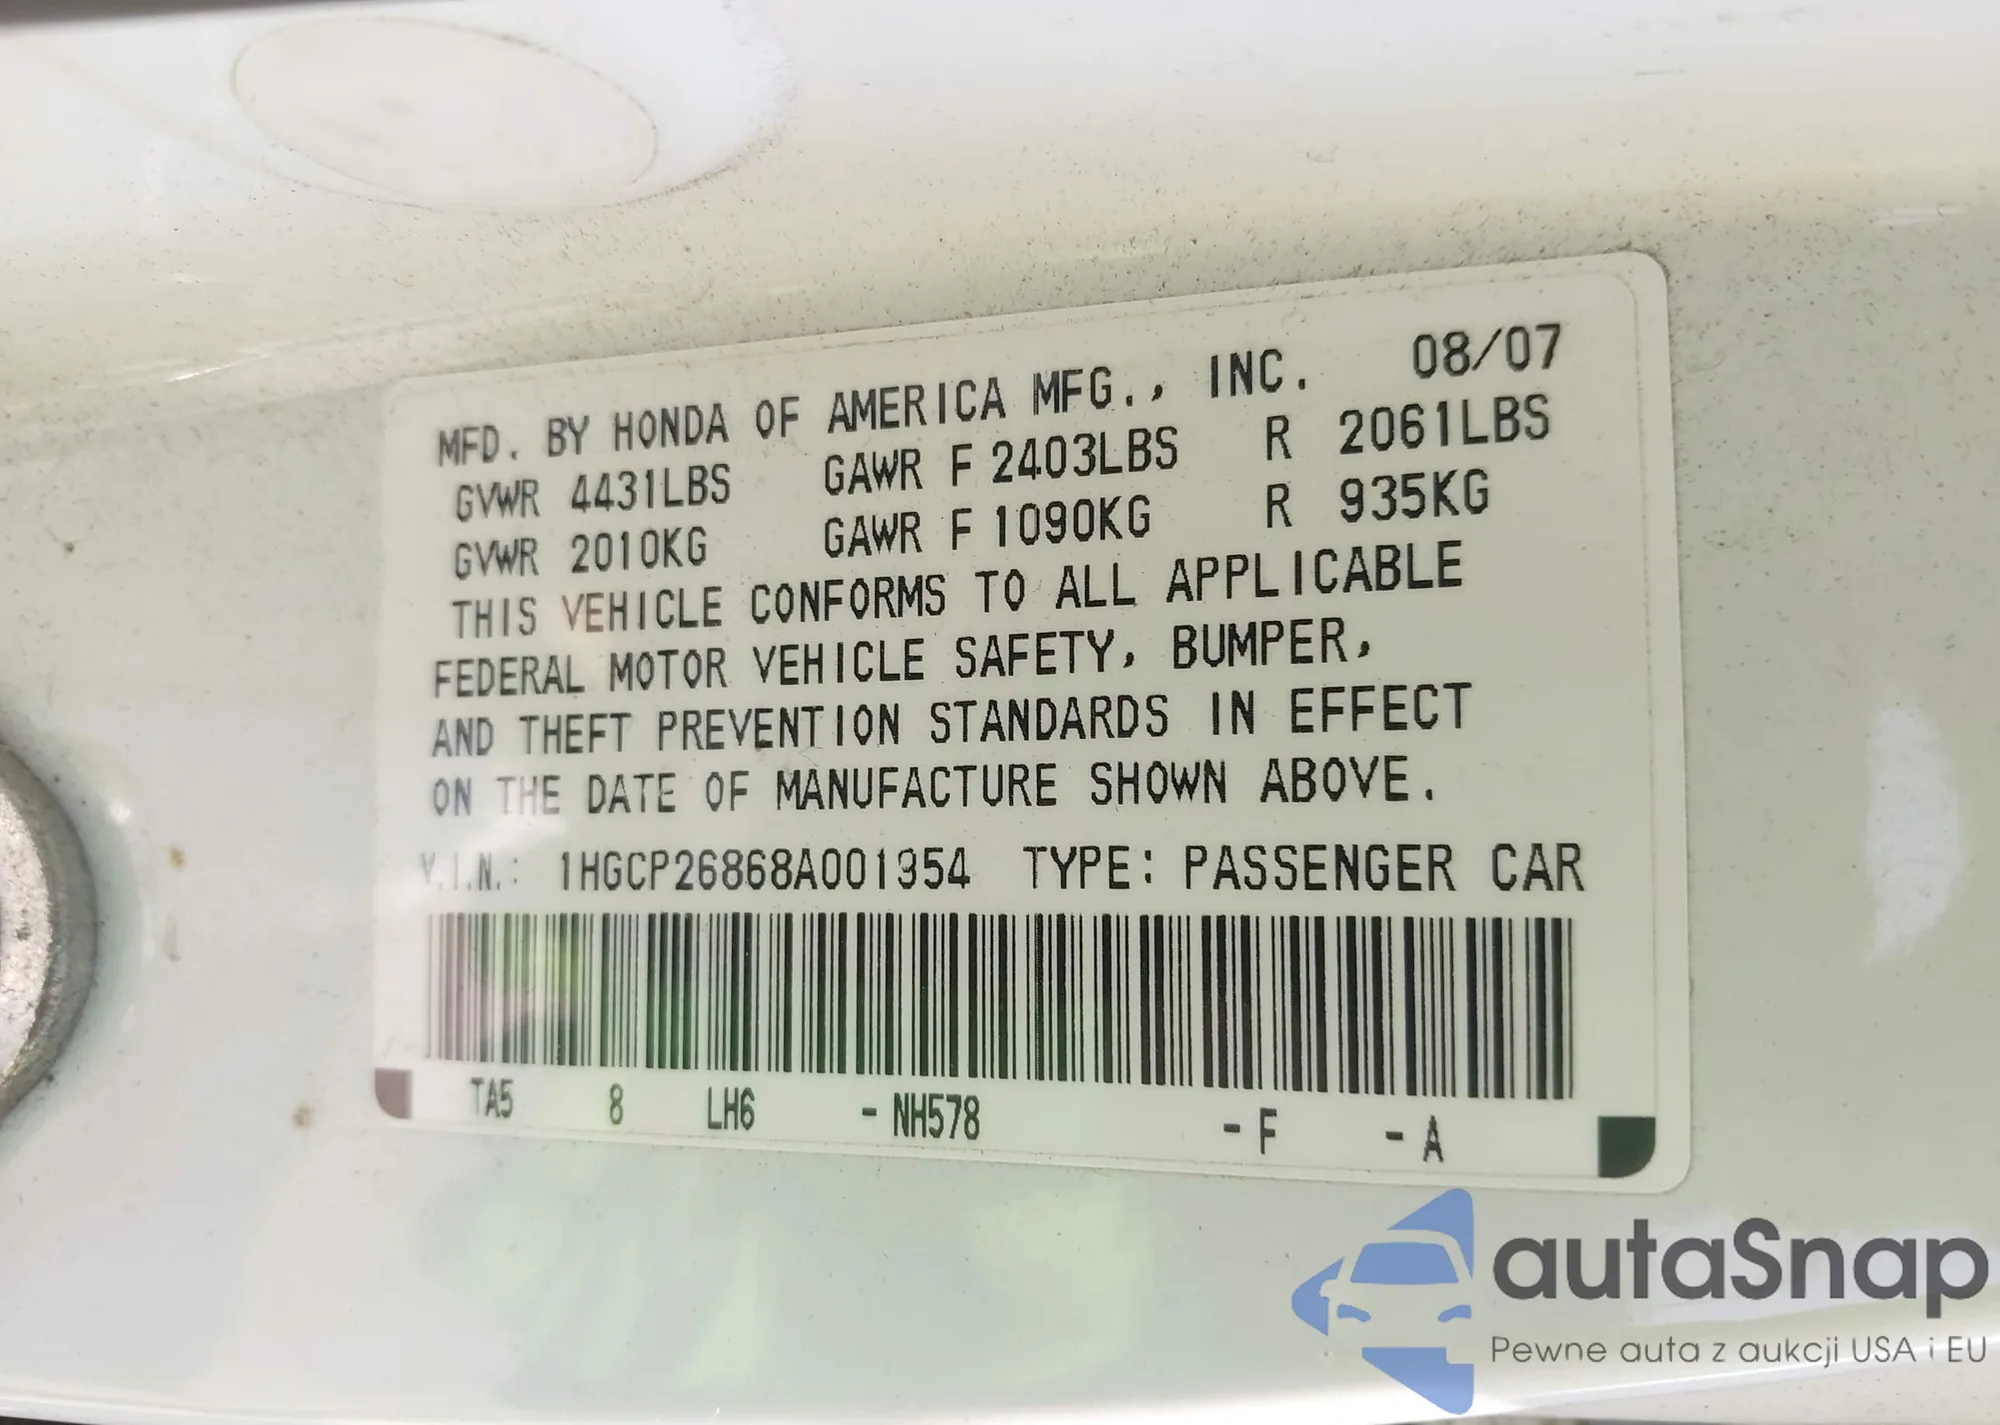 MFD. BY HONDA OF AMERICA MFG., INC. 08/07
GVWR 4431LBS GAWR F 2403LBS R 2061LBS
GVWR 2010KG GAWR F 1090KG R 935KG
THIS VEHICLE CONFORMS TO ALL APPLICABLE
FEDERAL MOTOR VEHICLE SAFETY, BUMPER,
AND THEFT PREVENTION STANDARDS IN EFFECT
ON THE DATE OF MANUFACTURE SHOWN ABOVE.
V.I.N.: 1HGCP26868A001954 TYPE: PASSENGER CAR
TA5 8 LH6 -NH578 -F -A
autaSnap
Pewne auta z aukcji USA i EU